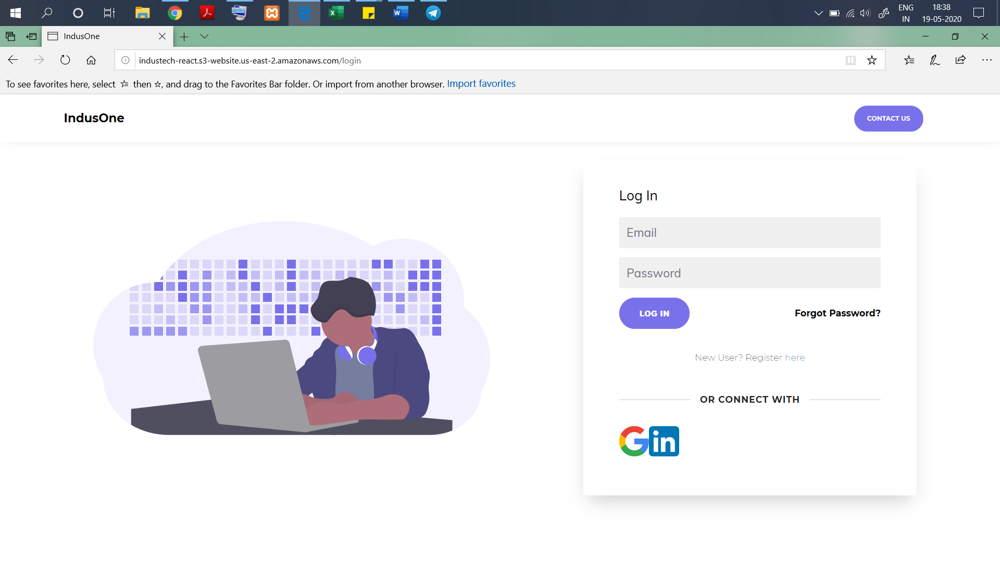 ENG
IN
18:38
19-05-2020
IndusOne
industech-react.s3-website.us-east-2.amazonaws.com/login
To see favorites here, select then ☆, and drag to the Favorites Bar folder. Or import from another browser. Import favorites
IndusOne
CONTACT US
Log In
Email
Password
LOG IN
Forgot Password?
New User? Register here
OR CONNECT WITH
in